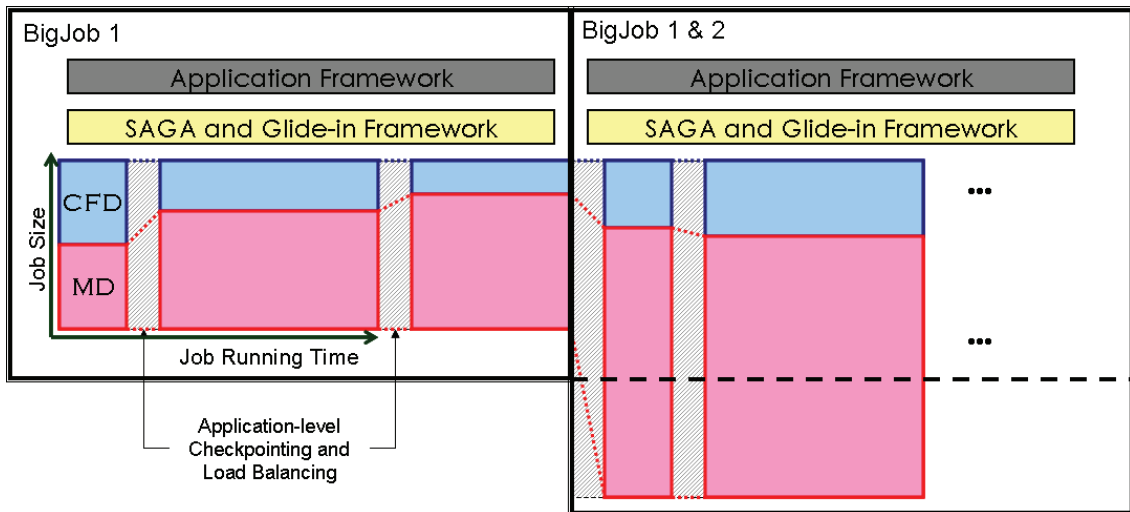 BigJob 1
BigJob 1 & 2
Application Framework
Application Framework
SAGA and Glide-in Framework
SAGA and Glide-in Framework
CFD
MD
Job Size
Job Running Time
...
...
Application-level
Checkpointing and
Load Balancing